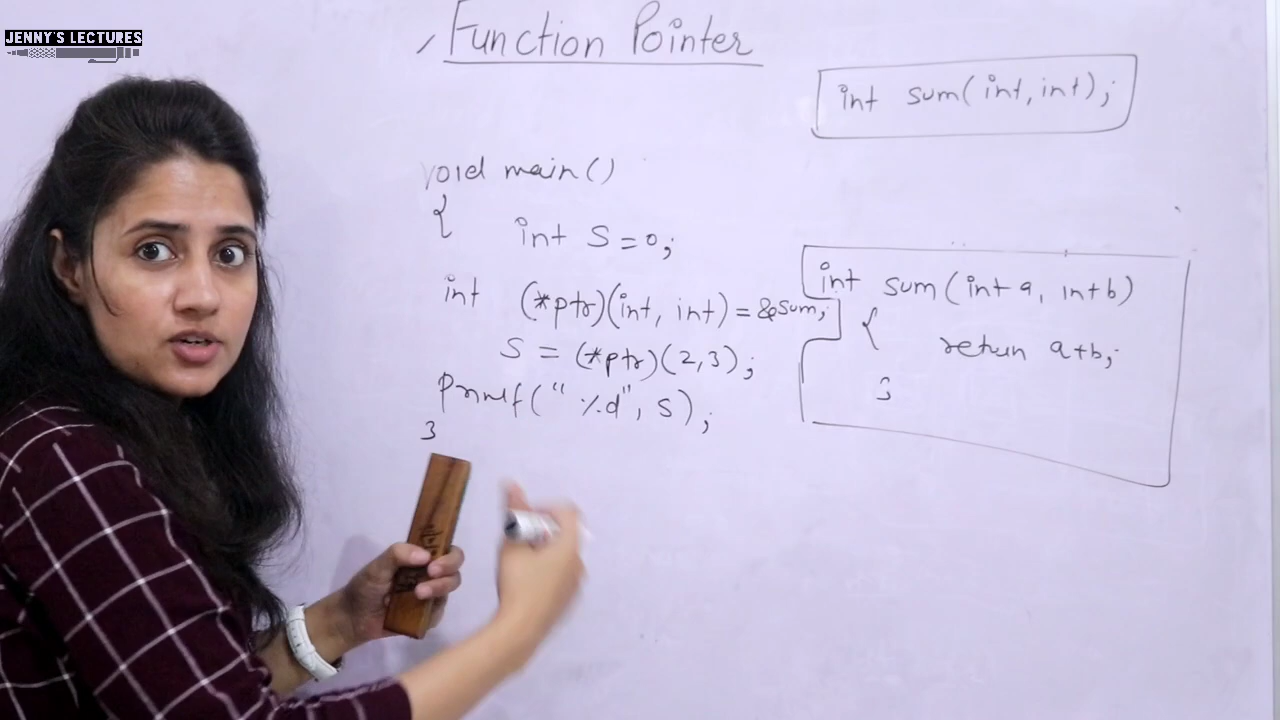 JENNY'S LECTURES
Function Pointer
int sum(int, int);
void main()
{
int S = 0;
int (*ptr)(int, int) = &sum;
S = (*ptr)(2,3);
printf(" %d", S);
}
int sum(int a, int b)
{
return a+b;
}